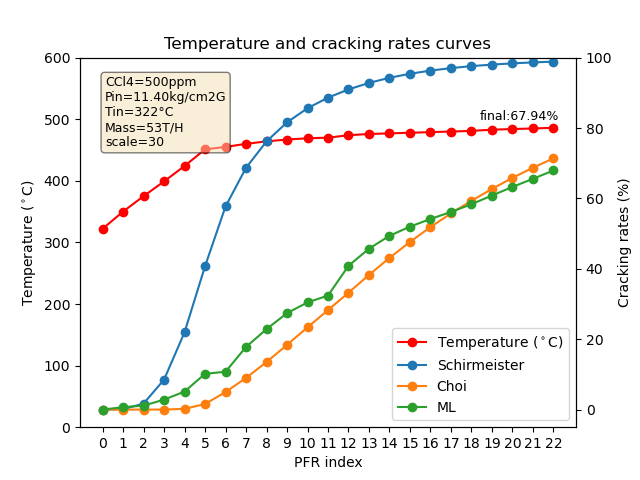 Temperature and cracking rates curves
CCl4=500ppm
Pin=11.40kg/cm2G
Tin=322°C
Mass=53T/H
scale=30
final:67.94%
Temperature (°C)
600
500
400
300
200
100
0
100
80
60
40
20
0
Cracking rates (%)
Temperature (°C)
Schirmeister
Choi
ML
0 1 2 3 4 5 6 7 8 9 10 11 12 13 14 15 16 17 18 19 20 21 22
PFR index